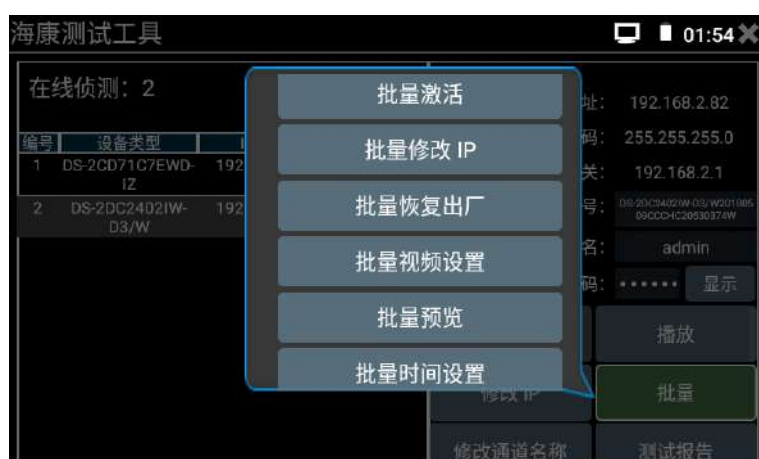 海康测试工具
01:54
在线侦测：2
编号 设备类型
1 DS-2CD71C7EWD-IZ 192
2 DS-2DC2402IW-D3/W 192
批量激活
批量修改 IP
批量恢复出厂
批量视频设置
批量预览
批量时间设置
址： 192.168.2.82
码： 255.255.255.0
关： 192.168.2.1
号：
名： admin
码： •••••• 显示
播放
修改 IP 批量
修改通道名称 测试报告